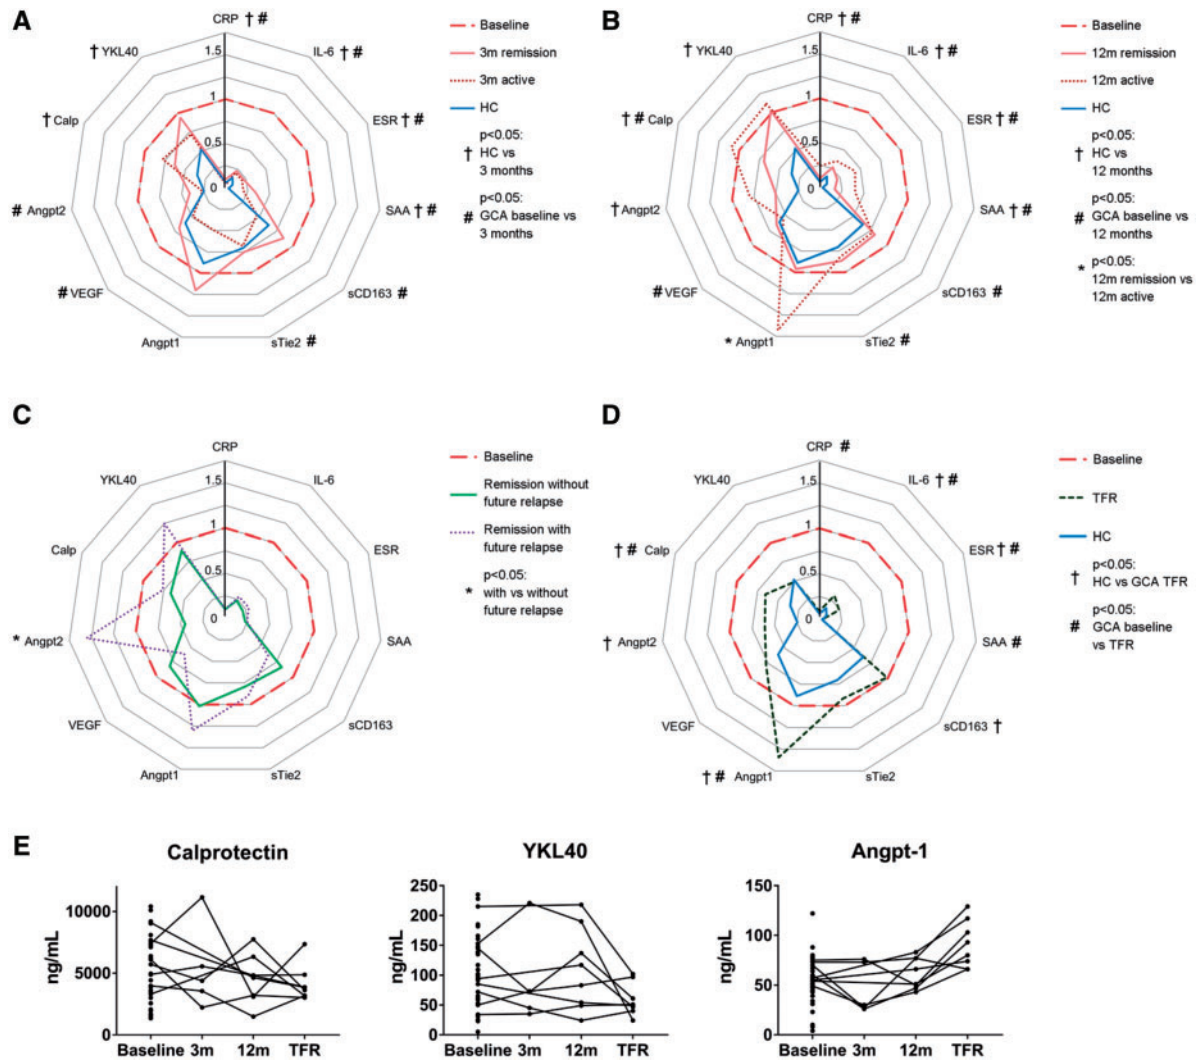 A
CRP † #
1.5
1
0.5
0
IL-6 † #
ESR † #
SAA † #
sCD163 #
sTie2 #
Angpt1
# VEGF
# Angpt2
† Calp
† YKL40
Baseline
3m remission
3m active
HC
p<0.05:
† HC vs
3 months
p<0.05:
# GCA baseline vs
3 months
B
CRP † #
1.5
1
0.5
0
IL-6 † #
ESR † #
SAA † #
sCD163 #
sTie2 #
* Angpt1
# VEGF
† Angpt2
† # Calp
† YKL40
Baseline
12m remission
12m active
HC
p<0.05:
† HC vs
12 months
p<0.05:
# GCA baseline vs
12 months
p<0.05:
* 12m remission vs
12m active
C
CRP
1.5
1
0.5
0
IL-6
ESR
SAA
sCD163
sTie2
Angpt1
VEGF
* Angpt2
Calp
YKL40
Baseline
Remission without
future relapse
Remission with
future relapse
p<0.05:
* with vs without
future relapse
D
CRP #
1.5
1
0.5
0
IL-6 † #
ESR † #
SAA #
sCD163 †
sTie2
† # Angpt1
VEGF
† Angpt2
† # Calp
YKL40
Baseline
TFR
HC
p<0.05:
† HC vs GCA TFR
p<0.05:
# GCA baseline
vs TFR
E
Calprotectin
ng/mL
10000
5000
0
Baseline 3m 12m TFR
YKL40
ng/mL
250
200
150
100
50
0
Baseline 3m 12m TFR
Angpt-1
ng/mL
150
100
50
0
Baseline 3m 12m TFR